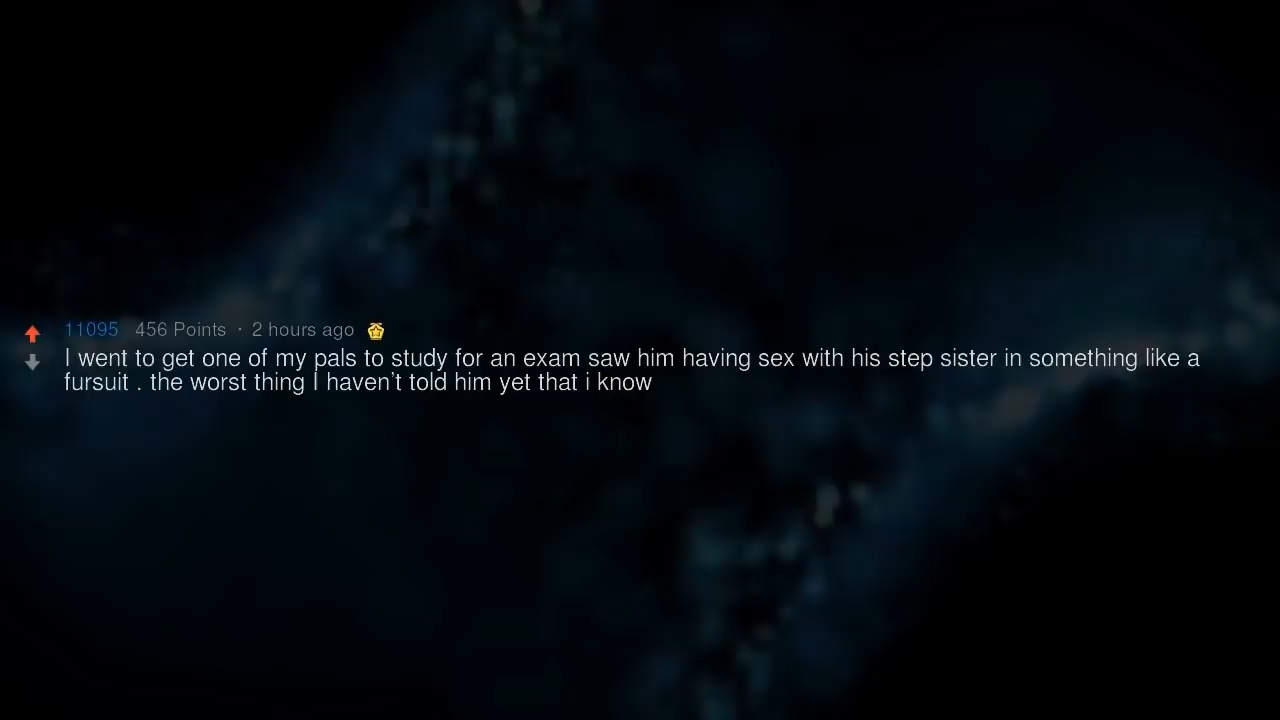 11095 456 Points · 2 hours ago
I went to get one of my pals to study for an exam saw him having sex with his step sister in something like a
fursuit . the worst thing I haven't told him yet that i know